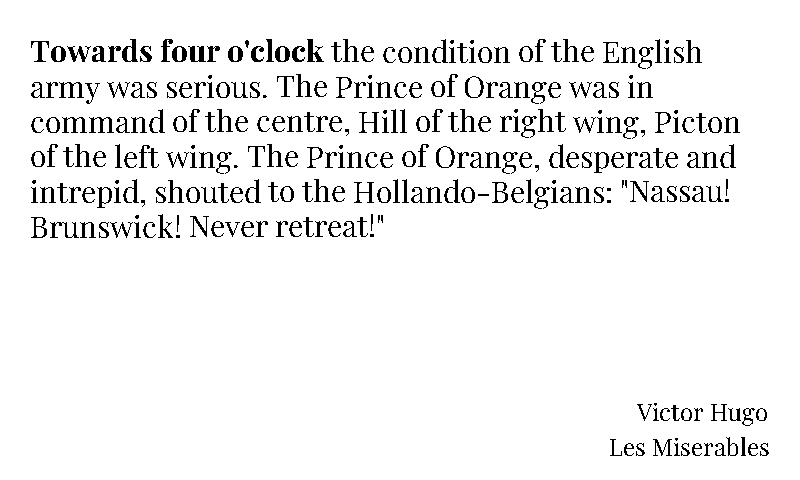 Towards four o'clock the condition of the English
army was serious. The Prince of Orange was in
command of the centre, Hill of the right wing, Picton
of the left wing. The Prince of Orange, desperate and
intrepid, shouted to the Hollando-Belgians: "Nassau!
Brunswick! Never retreat!"
Victor Hugo
Les Miserables